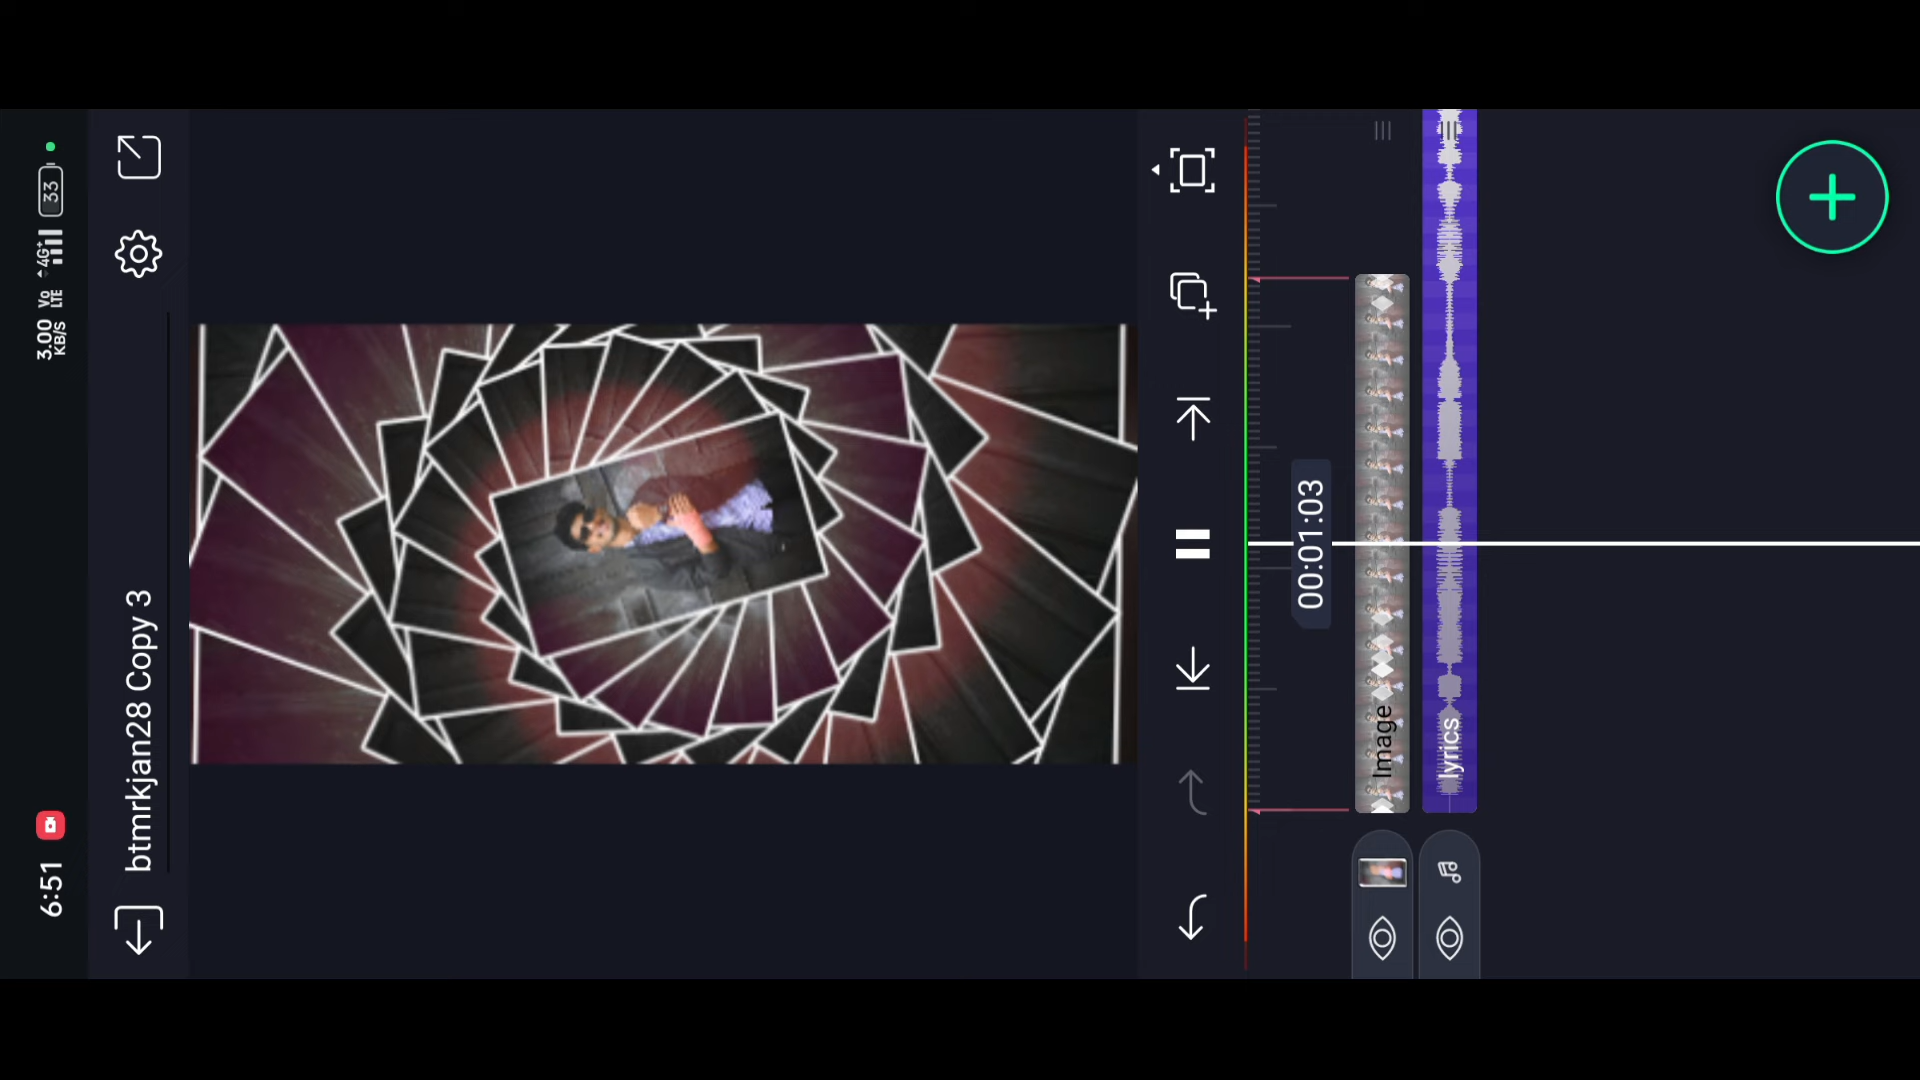 6:51
3.00 KB/S
Vo LTE
4G+
33
btmrkjan28 Copy 3
00:01:03
Image
lyrics